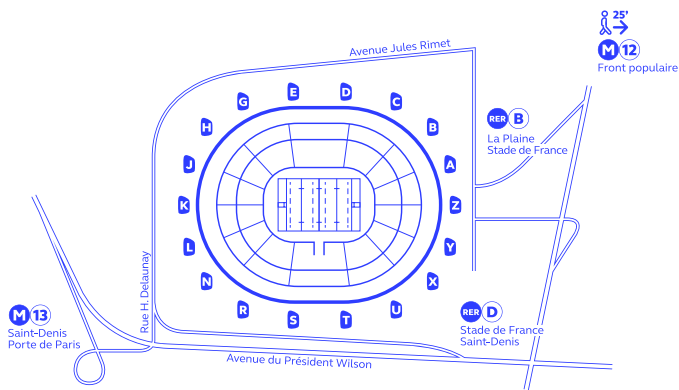 25'
M 12
Front populaire
Avenue Jules Rimet
E
D
G
C
H
B
RER B
La Plaine
Stade de France
J
A
K
Z
L
Y
N
X
R
U
S
T
Rue H. Delaunay
M 13
Saint-Denis
Porte de Paris
RER D
Stade de France
Saint-Denis
Avenue du Président Wilson